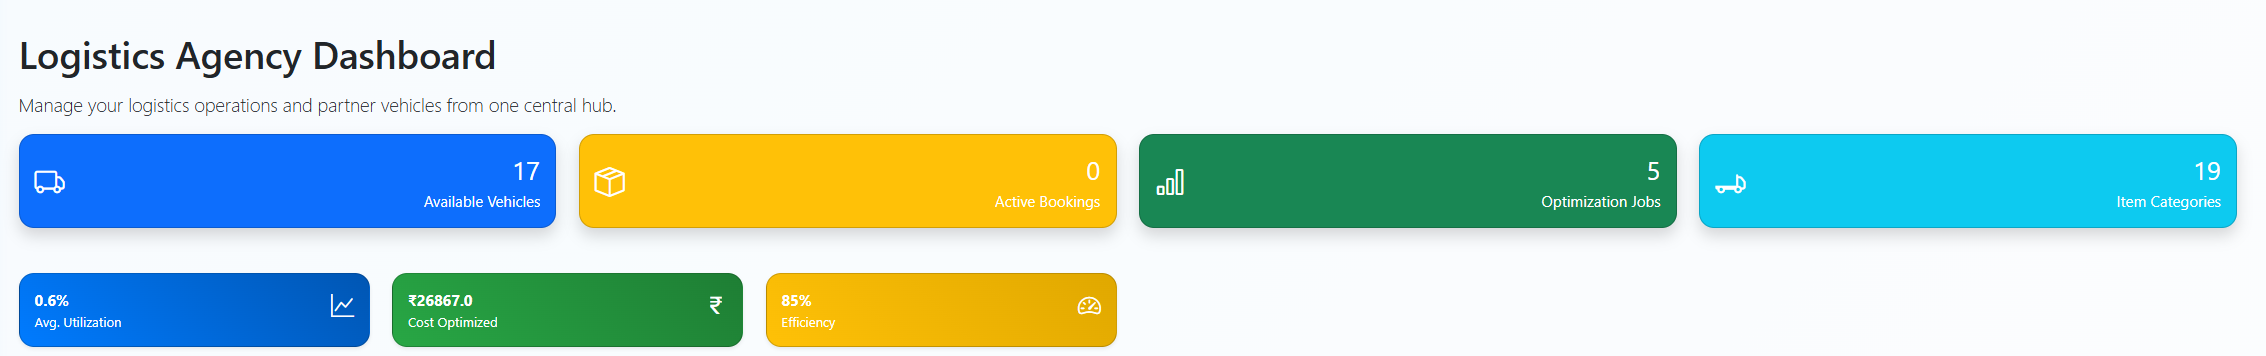 Logistics Agency Dashboard
Manage your logistics operations and partner vehicles from one central hub.
17
Available Vehicles
0
Active Bookings
5
Optimization Jobs
19
Item Categories
0.6%
Avg. Utilization
₹26867.0
Cost Optimized
₹
85%
Efficiency